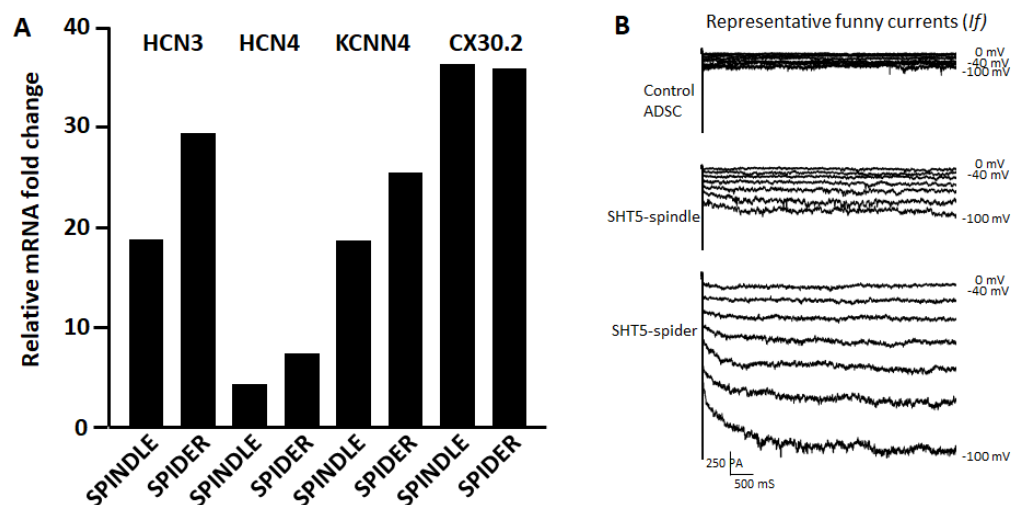 A
Relative mRNA fold change
40
30
20
10
0
HCN3 HCN4 KCNN4 CX30.2
SPINDLE
SPIDER
SPINDLE
SPIDER
SPINDLE
SPIDER
SPINDLE
SPIDER
B
Representative funny currents (If)
Control
ADSC
0 mV
-40 mV
-100 mV
SHT5-spindle
0 mV
-40 mV
-100 mV
SHT5-spider
0 mV
-40 mV
-100 mV
250 PA
500 mS